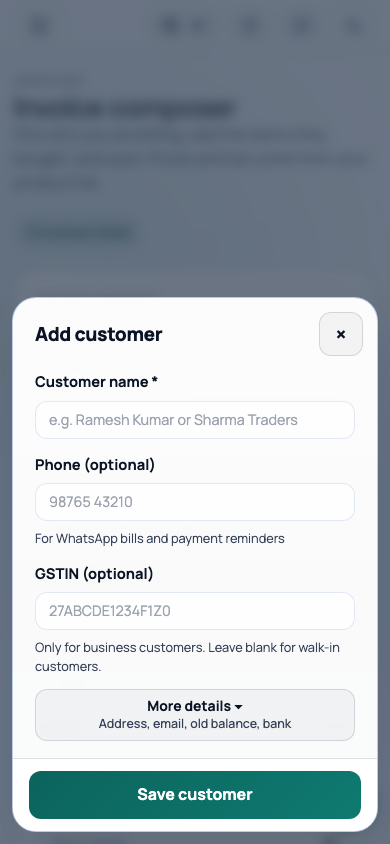 Invoice composer
Add customer
×
Customer name *
e.g. Ramesh Kumar or Sharma Traders
Phone (optional)
98765 43210
For WhatsApp bills and payment reminders
GSTIN (optional)
27ABCDE1234F1Z0
Only for business customers. Leave blank for walk-in
customers.
More details
Address, email, old balance, bank
Save customer